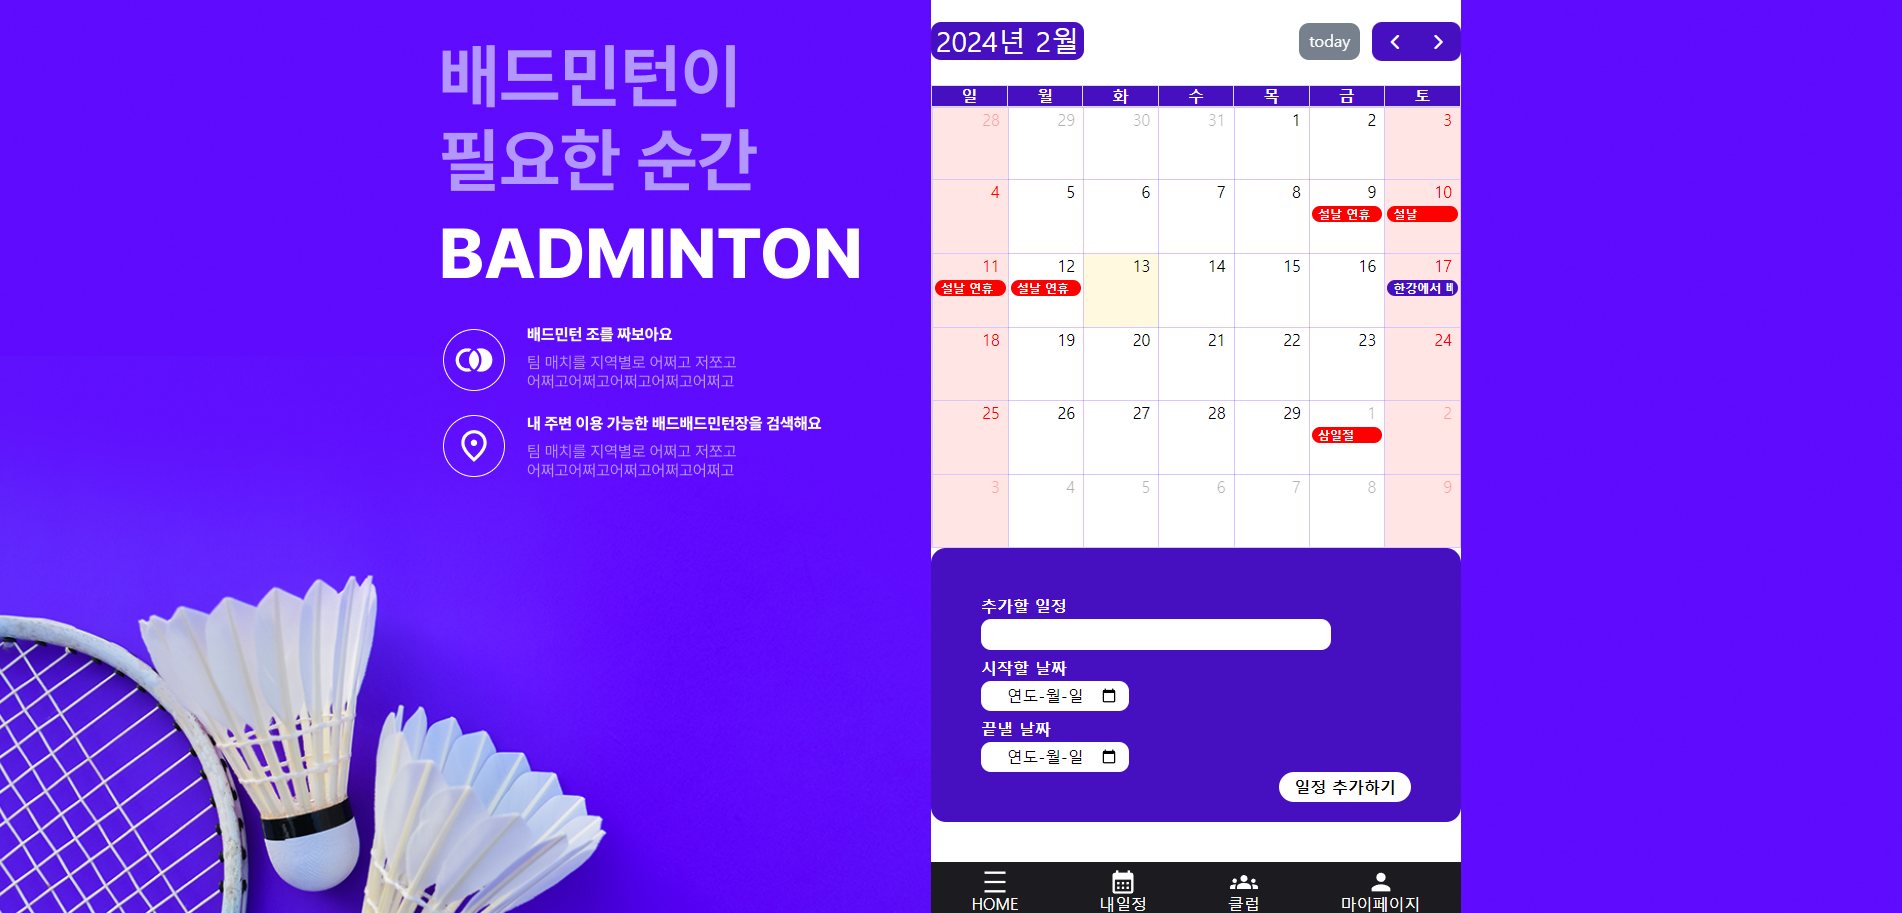 배드민턴이
필요한 순간
BADMINTON
배드민턴 조를 짜보아요
팀 매치를 지역별로 어쩌고 저쩌고
어쩌고어쩌고어쩌고어쩌고어쩌고
내 주변 이용 가능한 배드배드민턴장을 검색해요
팀 매치를 지역별로 어쩌고 저쪼고
어쩌고어쩌고어쩌고어쩌고어쩌고
2024년 2월
today
일 월 화 수 목 금 토
28 29 30 31 1 2 3
4 5 6 7 8 9 10
설날 연휴 설날
11 12 13 14 15 16 17
설날 연휴 설날 연휴 한강에서
18 19 20 21 22 23 24
25 26 27 28 29 1 2
삼일절
3 4 5 6 7 8 9
추가할 일정
시작할 날짜
연도-월-일
끝낼 날짜
연도-월-일
일정 추가하기
HOME 내일정 클럽 마이페이지